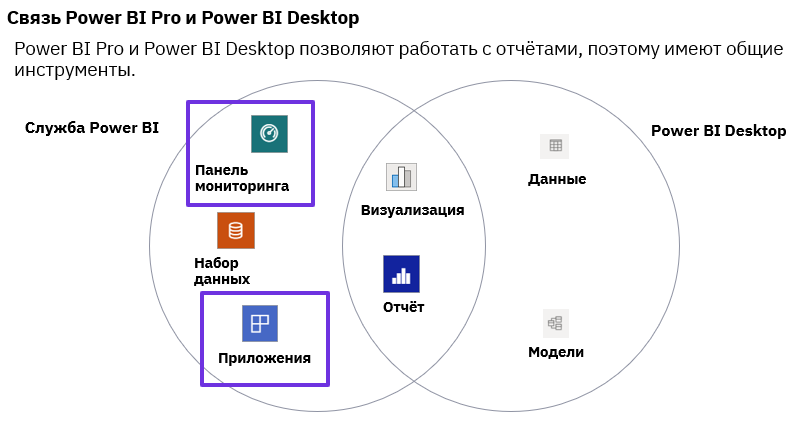 Связь Power BI Pro и Power BI Desktop
Power BI Pro и Power BI Desktop позволяют работать с отчётами, поэтому имеют общие
инструменты.
Служба Power BI
Power BI Desktop
Панель
мониторинга
Визуализация
Данные
Набор
данных
Отчёт
Приложения
Модели